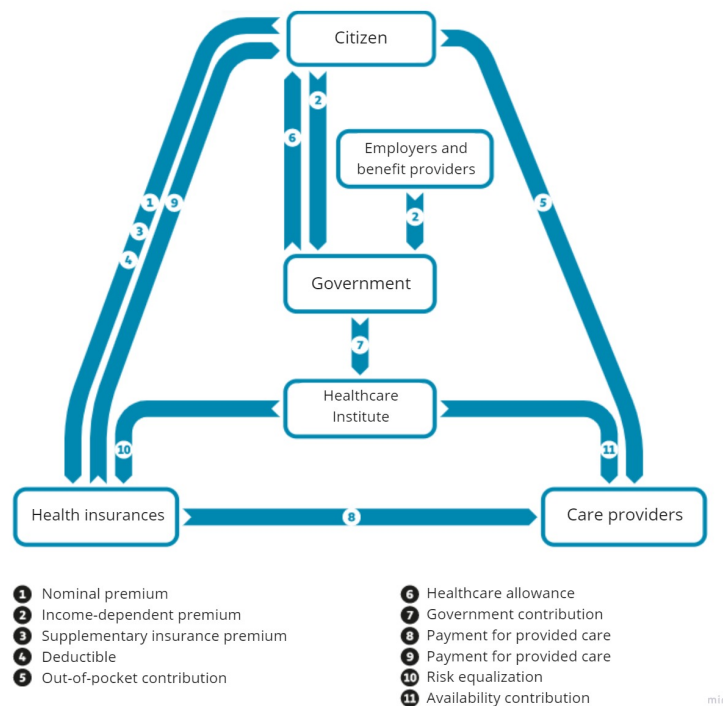 Citizen
2
6
Employers and
benefit providers
1
9
5
2
3
4
Government
7
Healthcare
Institute
10
11
Health insurances
8
Care providers
1 Nominal premium
2 Income-dependent premium
3 Supplementary insurance premium
4 Deductible
5 Out-of-pocket contribution
6 Healthcare allowance
7 Government contribution
8 Payment for provided care
9 Payment for provided care
10 Risk equalization
11 Availability contribution